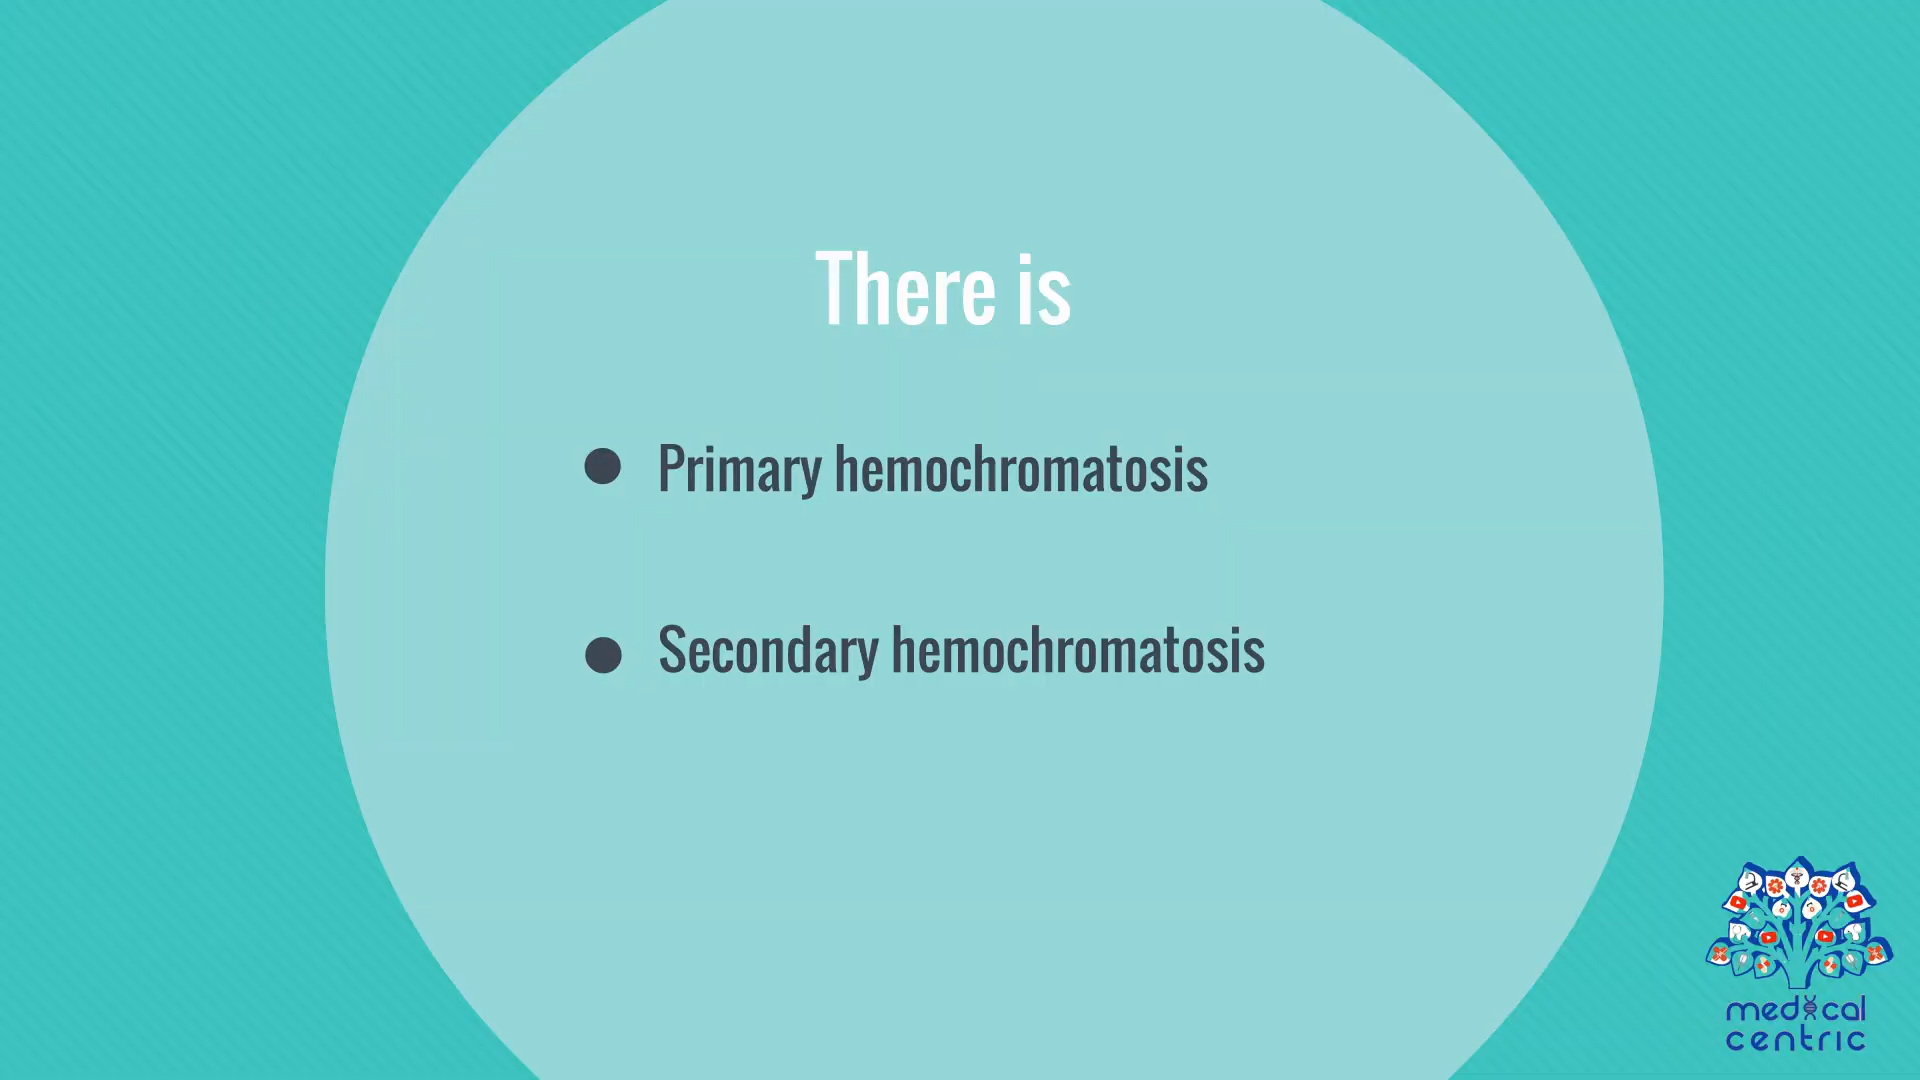 There is
Primary hemochromatosis
Secondary hemochromatosis
medical
centric